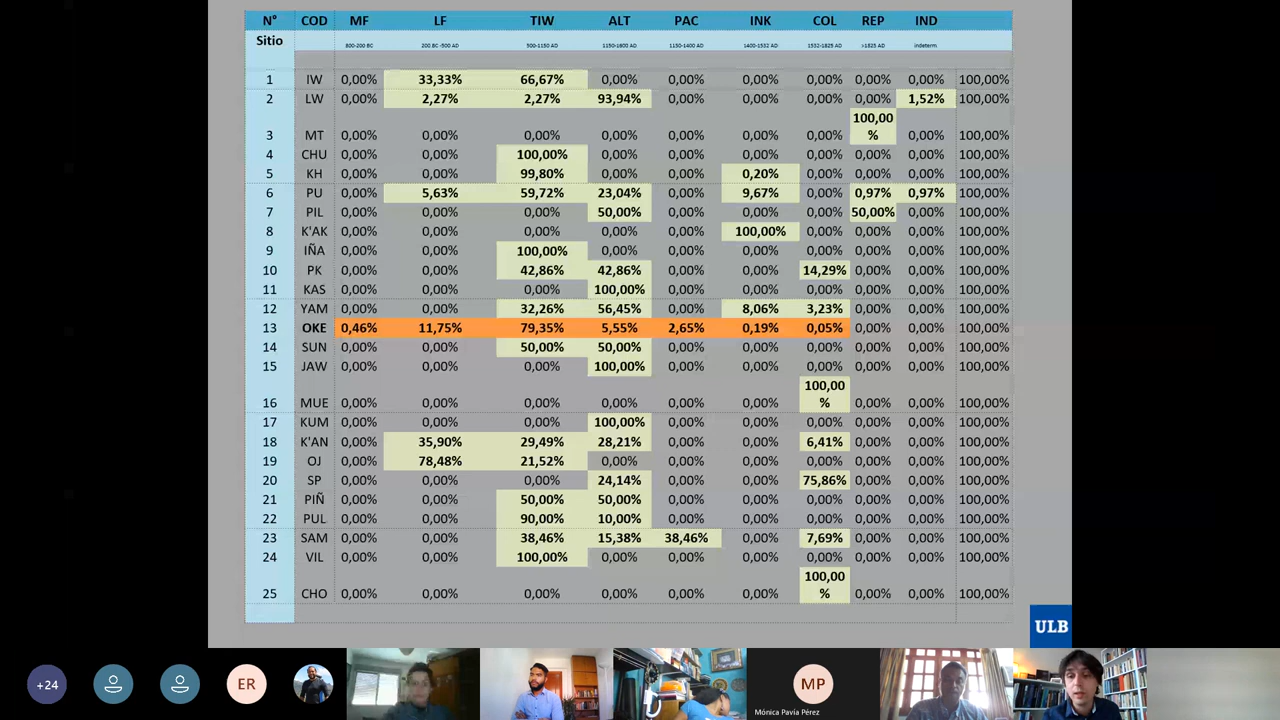 N° COD MF LF TIW ALT PAC INK COL REP IND
Sitio 800-200 BC 200 BC -500 AD 500-1150 AD 1150-1600 AD 1150-1400 AD 1400-1532 AD 1532-1825 AD >1825 AD indeterm
1 IW 0,00% 33,33% 66,67% 0,00% 0,00% 0,00% 0,00% 0,00% 0,00% 100,00%
2 LW 0,00% 2,27% 2,27% 93,94% 0,00% 0,00% 0,00% 0,00% 1,52% 100,00%
3 MT 0,00% 0,00% 0,00% 0,00% 0,00% 0,00% 0,00% 100,00% 0,00% 100,00%
4 CHU 0,00% 0,00% 100,00% 0,00% 0,00% 0,00% 0,00% 0,00% 0,00% 100,00%
5 KH 0,00% 0,00% 99,80% 0,00% 0,00% 0,20% 0,00% 0,00% 0,00% 100,00%
6 PU 0,00% 5,63% 59,72% 23,04% 0,00% 9,67% 0,00% 0,97% 0,97% 100,00%
7 PIL 0,00% 0,00% 0,00% 50,00% 0,00% 0,00% 0,00% 50,00% 0,00% 100,00%
8 K'AK 0,00% 0,00% 0,00% 0,00% 0,00% 100,00% 0,00% 0,00% 0,00% 100,00%
9 IÑA 0,00% 0,00% 100,00% 0,00% 0,00% 0,00% 0,00% 0,00% 0,00% 100,00%
10 PK 0,00% 0,00% 42,86% 42,86% 0,00% 0,00% 14,29% 0,00% 0,00% 100,00%
11 KAS 0,00% 0,00% 0,00% 100,00% 0,00% 0,00% 0,00% 0,00% 0,00% 100,00%
12 YAM 0,00% 0,00% 32,26% 56,45% 0,00% 8,06% 3,23% 0,00% 0,00% 100,00%
13 OKE 0,46% 11,75% 79,35% 5,55% 2,65% 0,19% 0,05% 0,00% 0,00% 100,00%
14 SUN 0,00% 0,00% 50,00% 50,00% 0,00% 0,00% 0,00% 0,00% 0,00% 100,00%
15 JAW 0,00% 0,00% 0,00% 100,00% 0,00% 0,00% 0,00% 0,00% 0,00% 100,00%
16 MUE 0,00% 0,00% 0,00% 0,00% 0,00% 0,00% 100,00% 0,00% 0,00% 100,00%
17 KUM 0,00% 0,00% 0,00% 100,00% 0,00% 0,00% 0,00% 0,00% 0,00% 100,00%
18 K'AN 0,00% 35,90% 29,49% 28,21% 0,00% 0,00% 6,41% 0,00% 0,00% 100,00%
19 OJ 0,00% 78,48% 21,52% 0,00% 0,00% 0,00% 0,00% 0,00% 0,00% 100,00%
20 SP 0,00% 0,00% 0,00% 24,14% 0,00% 0,00% 75,86% 0,00% 0,00% 100,00%
21 PIÑ 0,00% 0,00% 50,00% 50,00% 0,00% 0,00% 0,00% 0,00% 0,00% 100,00%
22 PUL 0,00% 0,00% 90,00% 10,00% 0,00% 0,00% 0,00% 0,00% 0,00% 100,00%
23 SAM 0,00% 0,00% 38,46% 15,38% 38,46% 0,00% 7,69% 0,00% 0,00% 100,00%
24 VIL 0,00% 0,00% 100,00% 0,00% 0,00% 0,00% 0,00% 0,00% 0,00% 100,00%
25 CHO 0,00% 0,00% 0,00% 0,00% 0,00% 0,00% 100,00% 0,00% 0,00% 100,00%
ULB
+24 ER MP
Mónica Pavía Pérez